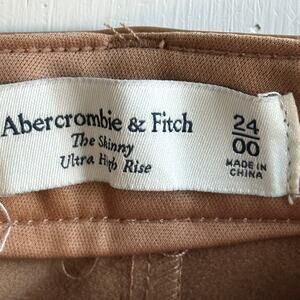 Abercrombie & Fitch
The Skinny
Ultra High Rise
24
00
MADE IN
CHINA